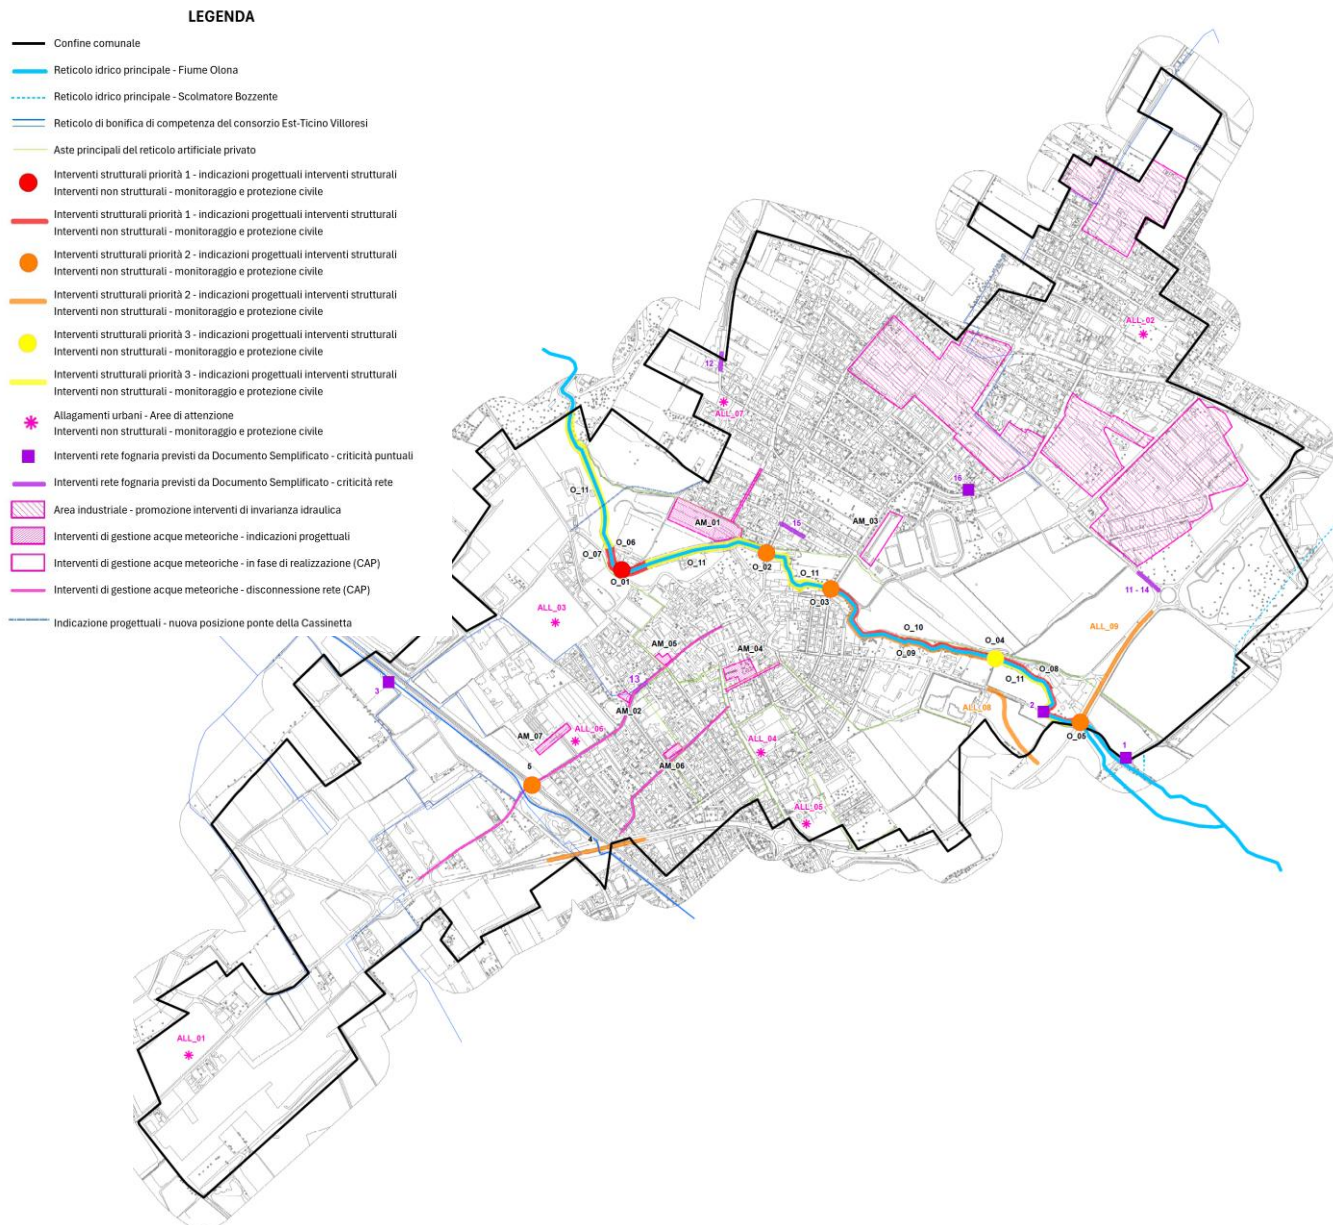 LEGENDA
Confine comunale
Reticolo idrico principale - Fiume Olona
Reticolo idrico principale - Scolmatore Bozzente
Reticolo di bonifica di competenza del consorzio Est-Ticino Villoresi
Aste principali del reticolo artificiale privato
Interventi strutturali priorità 1 - indicazioni progettuali interventi strutturali
Interventi non strutturali - monitoraggio e protezione civile
Interventi strutturali priorità 1 - indicazioni progettuali interventi strutturali
Interventi non strutturali - monitoraggio e protezione civile
Interventi strutturali priorità 2 - indicazioni progettuali interventi strutturali
Interventi non strutturali - monitoraggio e protezione civile
Interventi strutturali priorità 2 - indicazioni progettuali interventi strutturali
Interventi non strutturali - monitoraggio e protezione civile
Interventi strutturali priorità 3 - indicazioni progettuali interventi strutturali
Interventi non strutturali - monitoraggio e protezione civile
Interventi strutturali priorità 3 - indicazioni progettuali interventi strutturali
Interventi non strutturali - monitoraggio e protezione civile
Allagamenti urbani - Aree di attenzione
Interventi non strutturali - monitoraggio e protezione civile
Interventi rete fognaria previsti da Documento Semplificato - criticità puntuali
Interventi rete fognaria previsti da Documento Semplificato - criticità rete
Area industriale - promozione interventi di invarianza idraulica
Interventi di gestione acque meteoriche - indicazioni progettuali
Interventi di gestione acque meteoriche - in fase di realizzazione (CAP)
Interventi di gestione acque meteoriche - disconnessione rete (CAP)
Indicazione progettuali - nuova posizione ponte della Cassinetta
ALL_02
12
ALL_07
16
O_11
AM_01
15
AM_03
O_06
O_07
O_01
O_11
O_02
O_11
O_03
11 - 14
ALL_03
ALL_09
O_10
O_09
O_04
O_08
O_11
AM_05
AM_04
13
3
AM_02
ALL_08
2
AM_07
ALL_06
ALL_04
O_05
1
AM_06
5
ALL_05
4
ALL_01